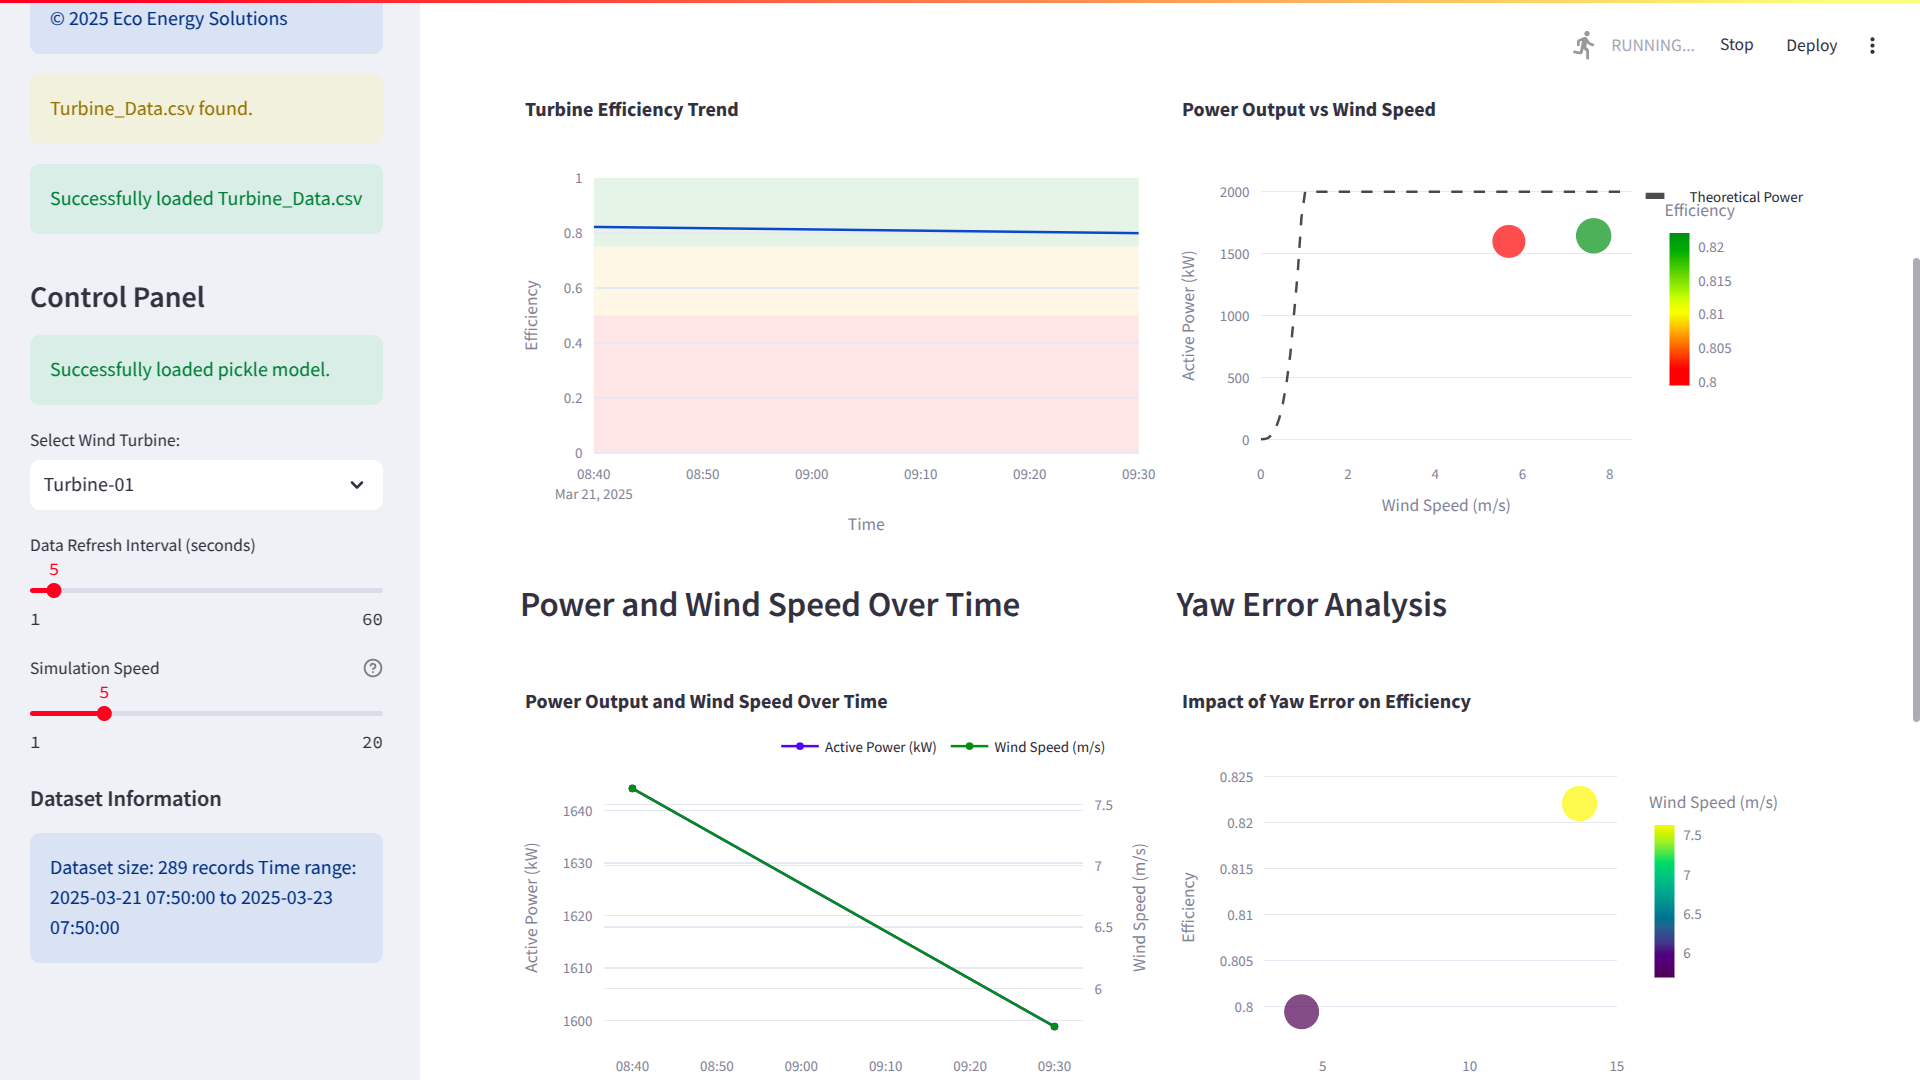 © 2025 Eco Energy Solutions
Turbine_Data.csv found.
Successfully loaded Turbine_Data.csv
Control Panel
Successfully loaded pickle model.
Select Wind Turbine:
Turbine-01
Data Refresh Interval (seconds)
5
1 60
Simulation Speed
5
1 20
Dataset Information
Dataset size: 289 records Time range:
2025-03-21 07:50:00 to 2025-03-23
07:50:00
RUNNING... Stop Deploy
Turbine Efficiency Trend
1
0.8
0.6
0.4
0.2
0
Efficiency
08:40 08:50 09:00 09:10 09:20 09:30
Mar 21, 2025
Time
Power Output vs Wind Speed
2000
1500
1000
500
0
Active Power (kW)
0 2 4 6 8
Wind Speed (m/s)
Theoretical Power
Efficiency
0.82
0.815
0.81
0.805
0.8
Power and Wind Speed Over Time
Power Output and Wind Speed Over Time
Active Power (kW) Wind Speed (m/s)
1640
1630
1620
1610
1600
Active Power (kW)
7.5
7
6.5
6
Wind Speed (m/s)
08:40 08:50 09:00 09:10 09:20 09:30
Yaw Error Analysis
Impact of Yaw Error on Efficiency
0.825
0.82
0.815
0.81
0.805
0.8
Efficiency
5 10 15
Wind Speed (m/s)
7.5
7
6.5
6